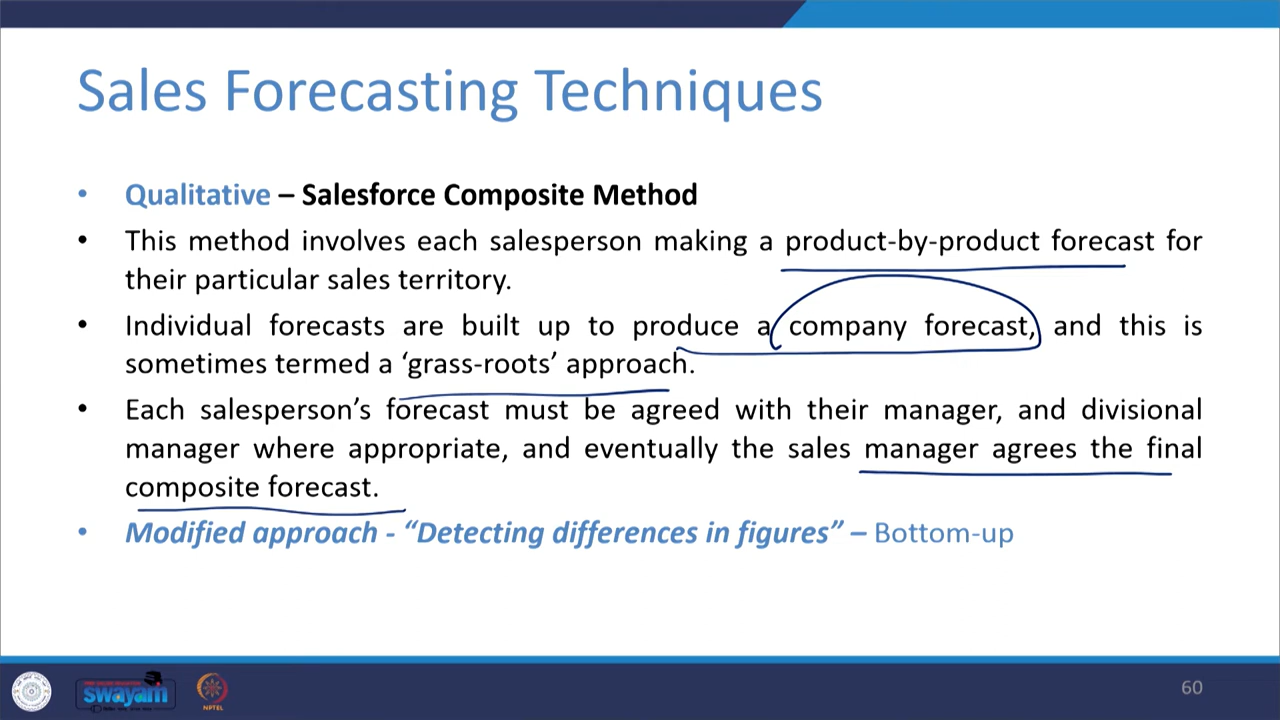 Sales Forecasting Techniques
• Qualitative – Salesforce Composite Method
• This method involves each salesperson making a product-by-product forecast for
their particular sales territory.
• Individual forecasts are built up to produce a company forecast, and this is
sometimes termed a ‘grass-roots’ approach.
• Each salesperson’s forecast must be agreed with their manager, and divisional
manager where appropriate, and eventually the sales manager agrees the final
composite forecast.
• Modified approach - “Detecting differences in figures” – Bottom-up
swayam
NPTEL
60